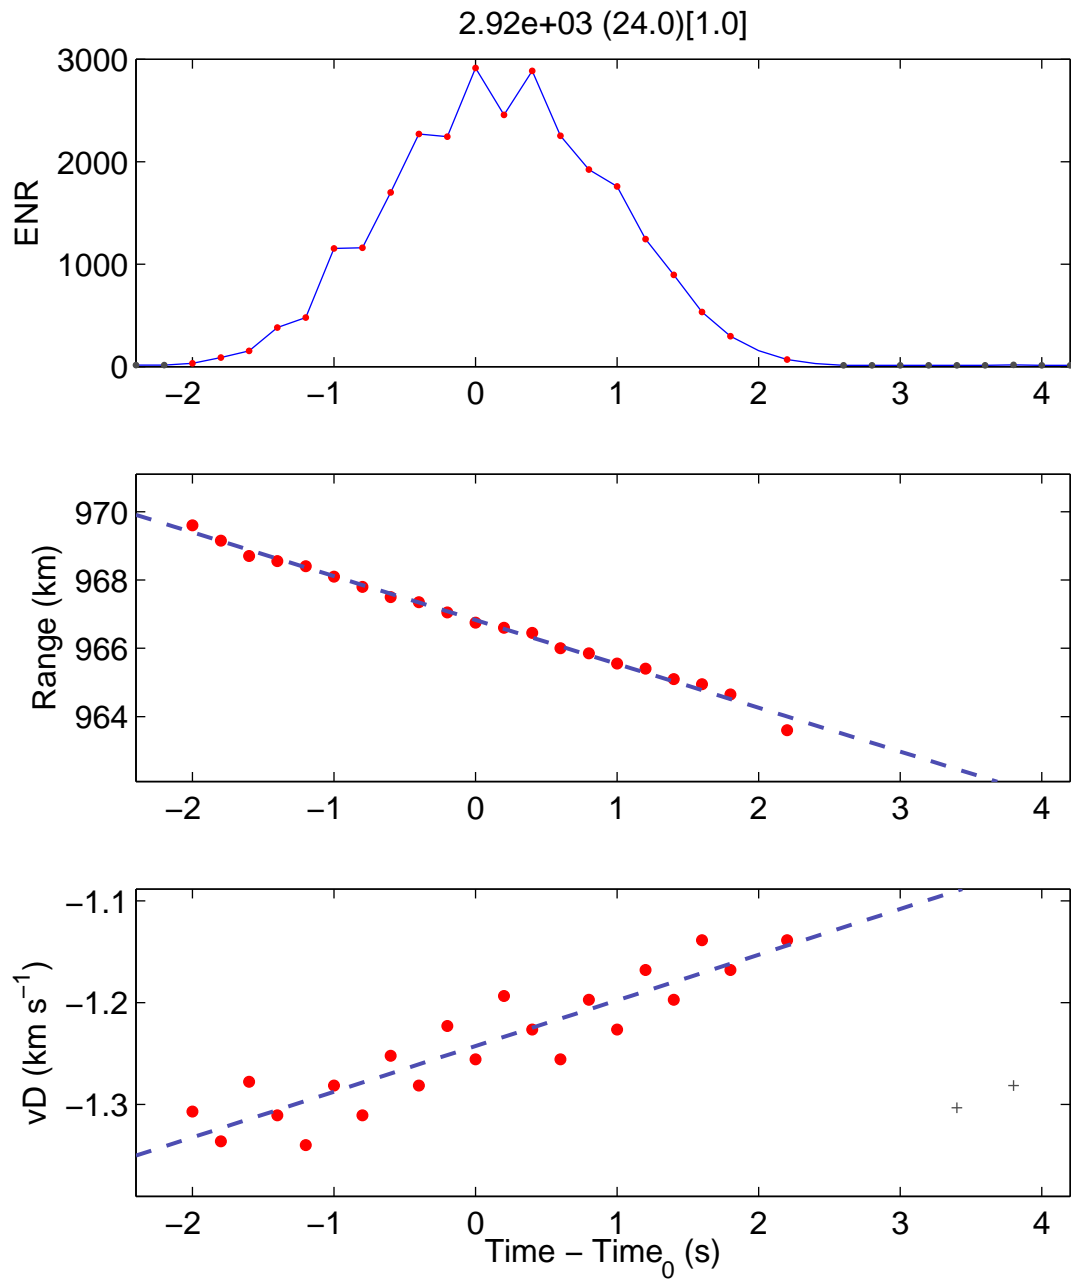 2.92e+03 (24.0)[1.0]
3000
2000
1000
0
ENR
−2 −1 0 1 2 3 4
970
968
966
964
Range (km)
−2 −1 0 1 2 3 4
−1.1
−1.2
−1.3
vD (km s−1)
−2 −1 0 1 2 3 4
Time − Time0 (s)